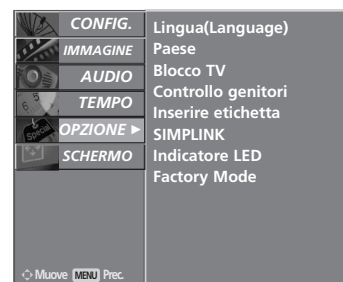 CONFIG.
IMMAGINE
AUDIO
TEMPO
OPZIONE ►
SCHERMO
Lingua(Language)
Paese
Blocco TV
Controllo genitori
Inserire etichetta
SIMPLINK
Indicatore LED
Factory Mode
Muove MENU Prec.